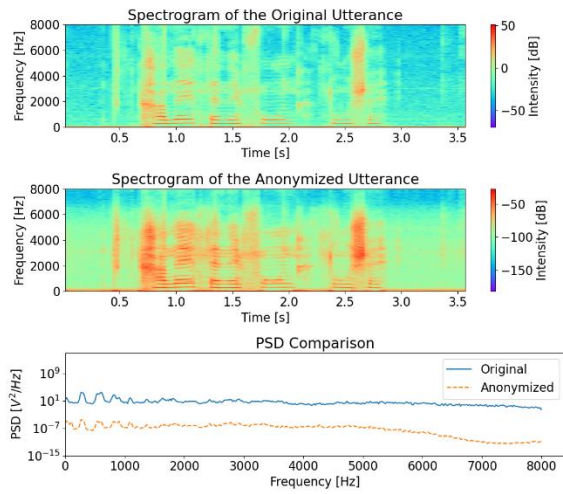 Spectrogram of the Original Utterance
8000
6000
4000
2000
0
Frequency [Hz]
0.5 1.0 1.5 2.0 2.5 3.0 3.5
Time [s]
50
0
−50
Intensity [dB]
Spectrogram of the Anonymized Utterance
8000
6000
4000
2000
0
Frequency [Hz]
0.5 1.0 1.5 2.0 2.5 3.0 3.5
Time [s]
−50
−100
−150
Intensity [dB]
PSD Comparison
10^9
10^1
10^−7
10^−15
PSD [V^2/Hz]
Original
Anonymized
0 1000 2000 3000 4000 5000 6000 7000 8000
Frequency [Hz]